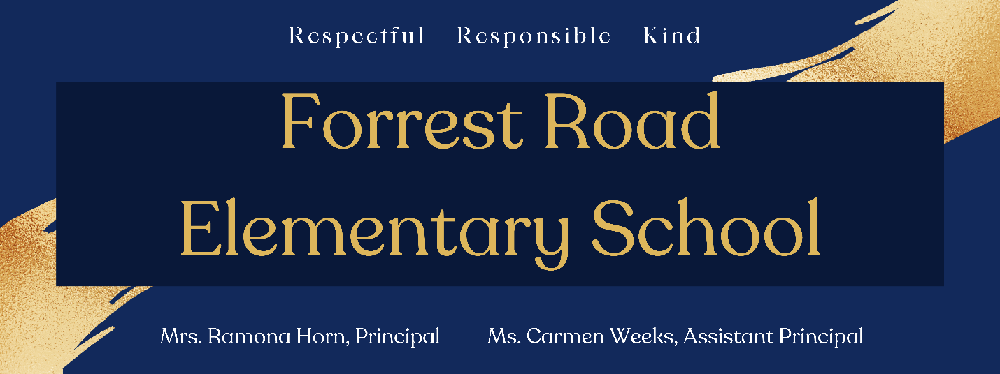 Respectful Responsible Kind
Forrest Road
Elementary School
Mrs. Ramona Horn, Principal Ms. Carmen Weeks, Assistant Principal